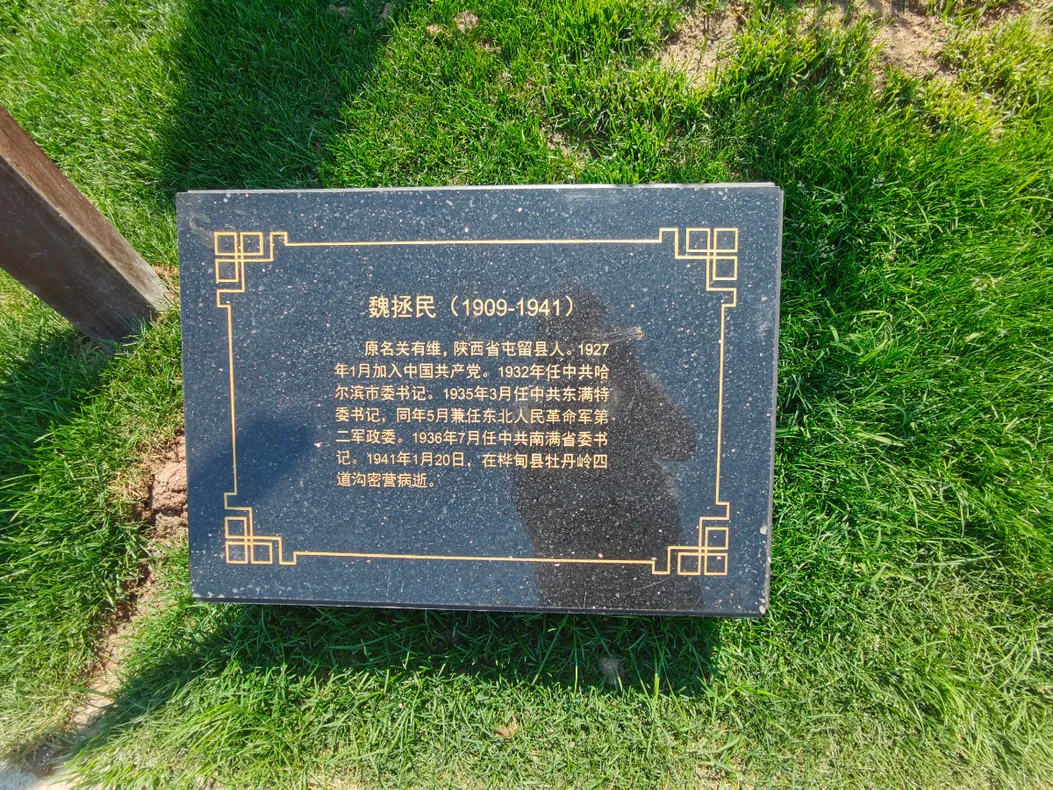 魏拯民（1909-1941）
原名关有维，陕西省屯留县人。1927
年1月加入中国共产党。1932年任中共哈
尔滨市委书记。1935年3月任中共东满特
委书记，同年5月兼任东北人民革命军第
二军政委。1936年7月任中共南满省委书
记。1941年1月20日，在桦甸县牡丹岭四
道沟密营病逝。